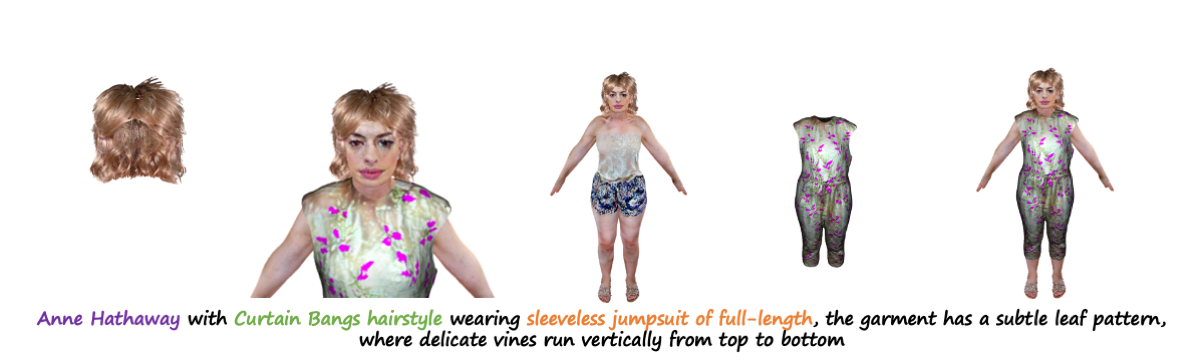 Anne Hathaway with Curtain Bangs hairstyle wearing sleeveless jumpsuit of full-length, the garment has a subtle leaf pattern,
where delicate vines run vertically from top to bottom